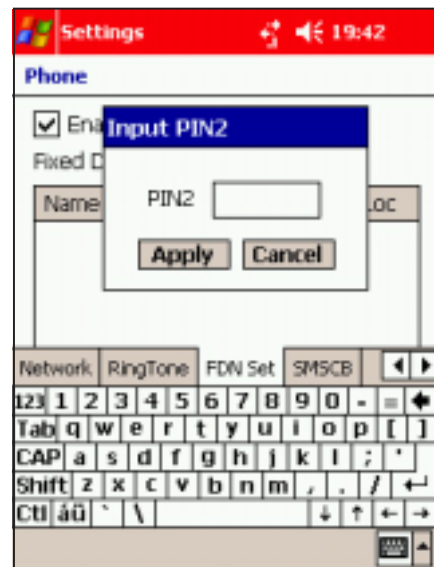 Settings 19:42
Phone
Ena
Input PIN2
Fixed D
PIN2
Name
Loc
Apply Cancel
Network RingTone FDN Set SMSCB
123 1 2 3 4 5 6 7 8 9 0 - =
Tab q w e r t y u i o p [ ]
CAP a s d f g h j k l ; '
Shift z x c v b n m , . /
Ctl áü ` \